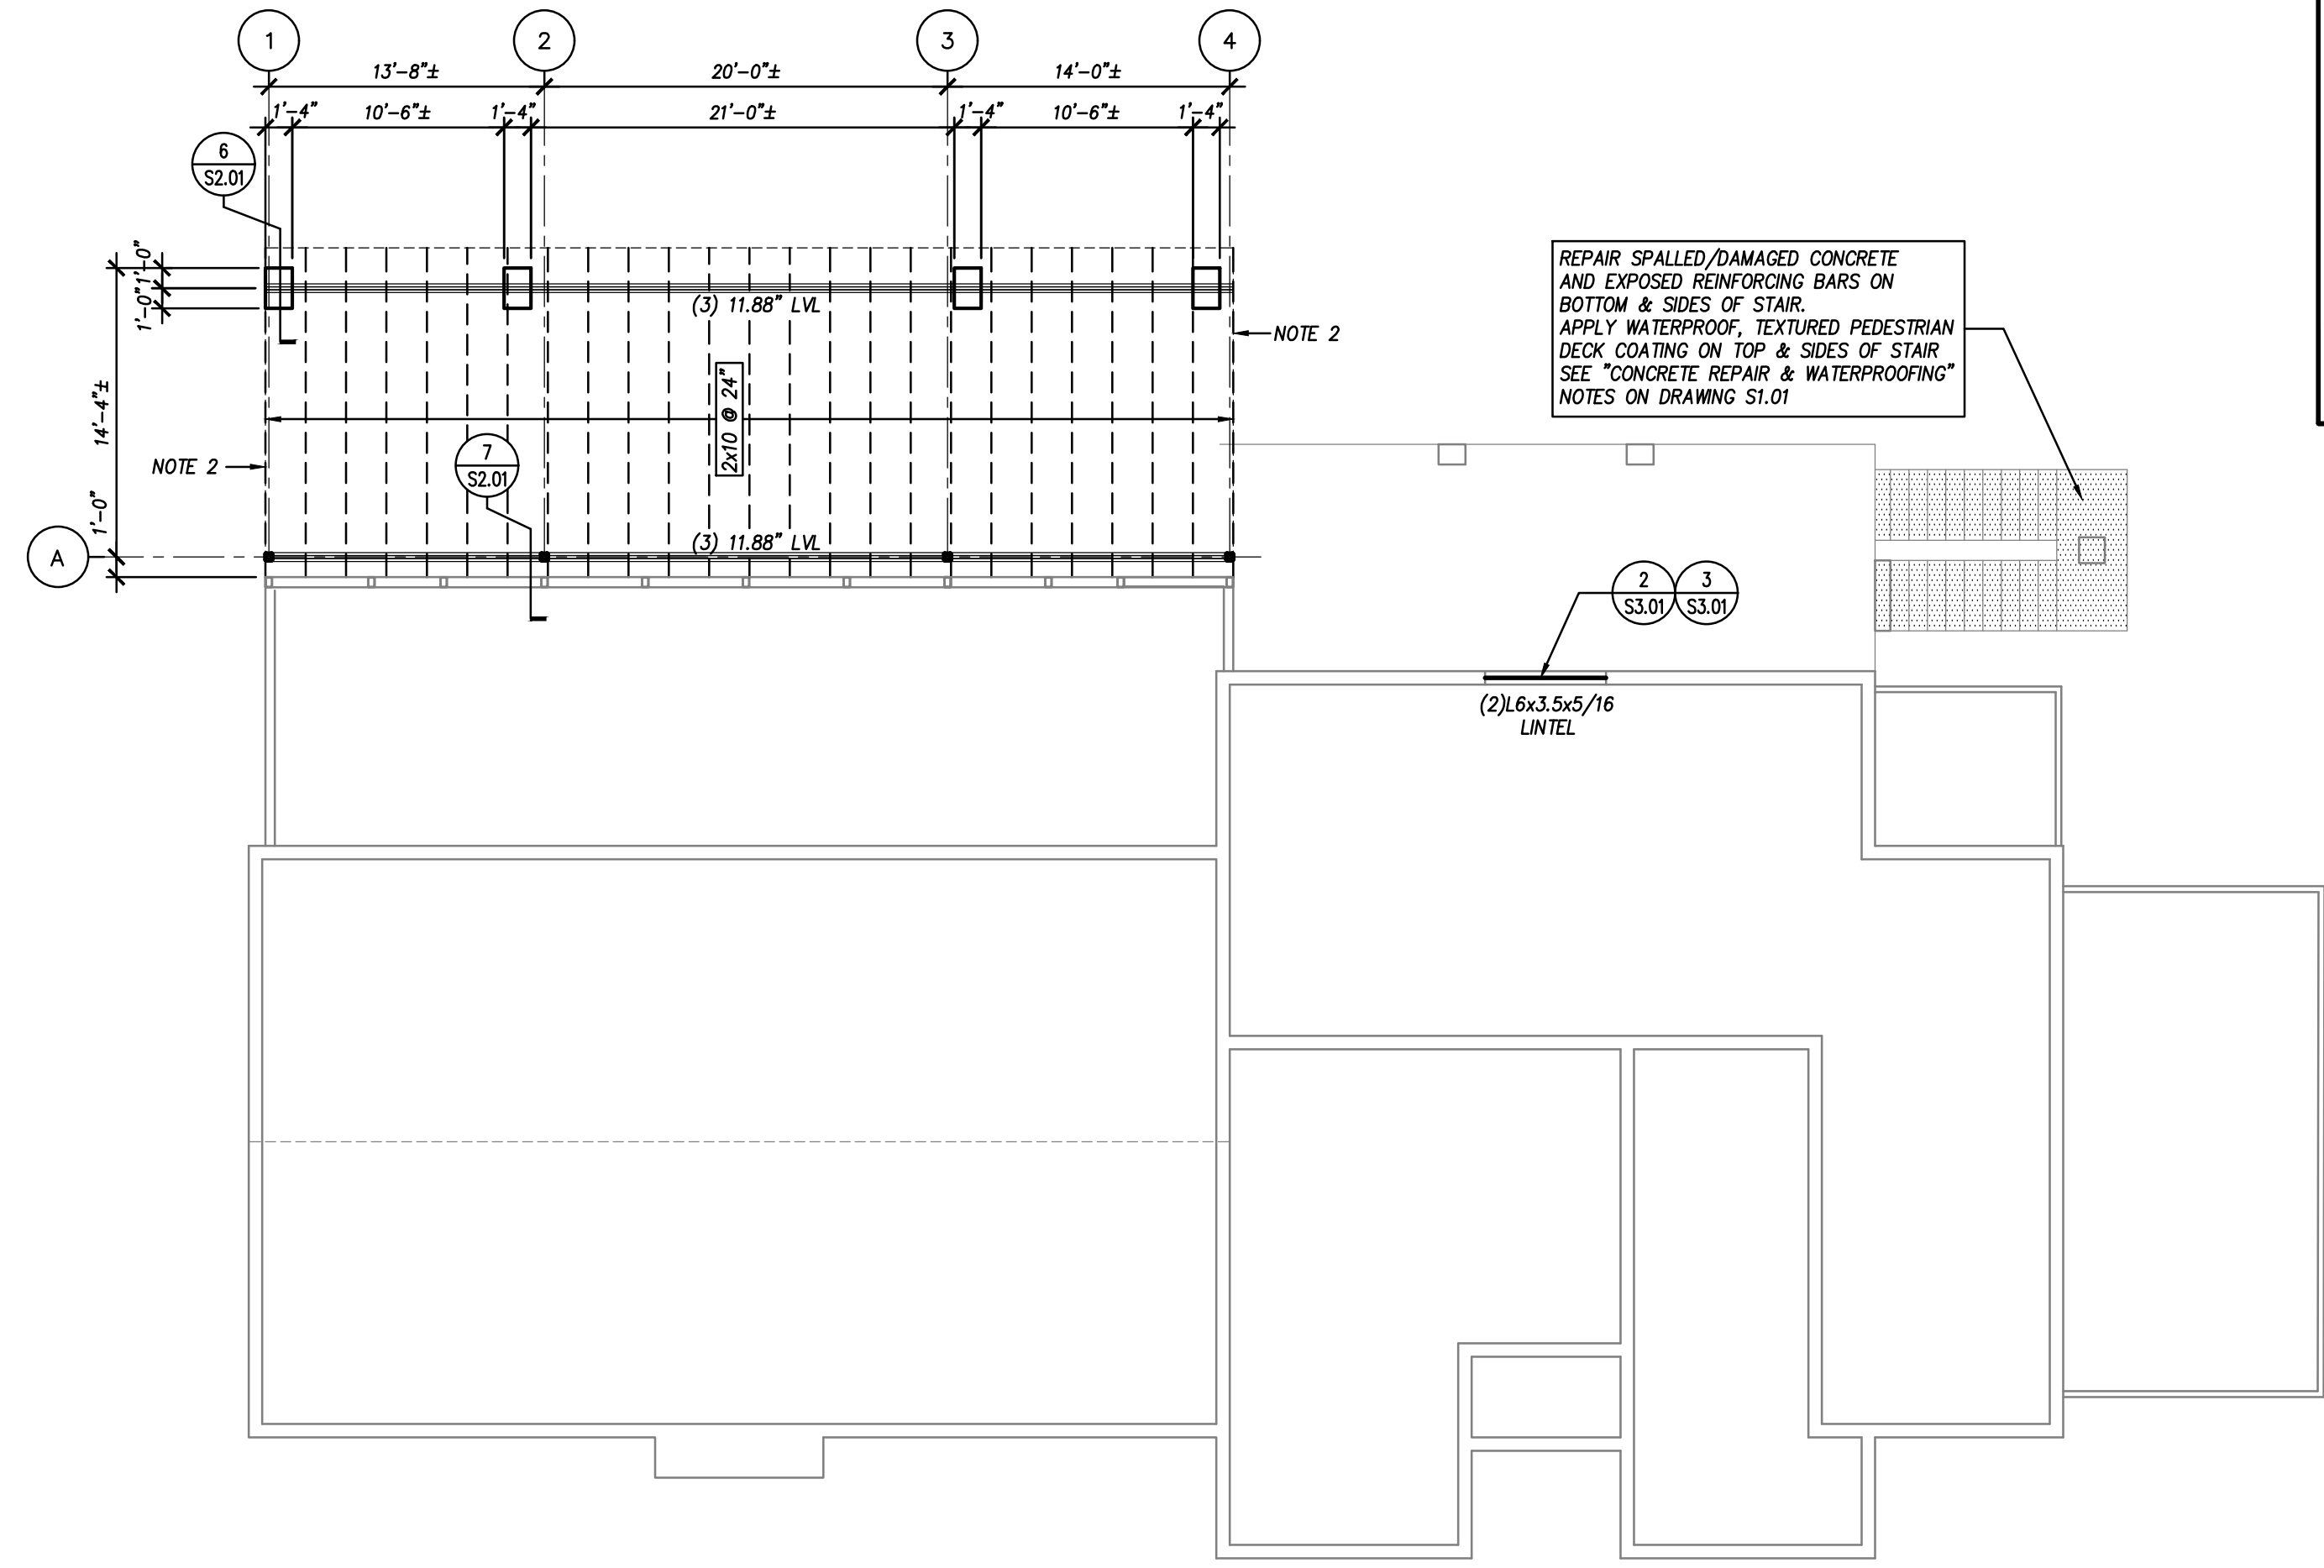 1
2
3
4
13'-8"±
20'-0"±
14'-0"±
1'-4"
10'-6"±
1'-4"
21'-0"±
1'-4"
10'-6"±
1'-4"
6
S2.01
1'-0"
1'-0"
(3) 11.88" LVL
NOTE 2
REPAIR SPALLED/DAMAGED CONCRETE
AND EXPOSED REINFORCING BARS ON
BOTTOM & SIDES OF STAIR.
APPLY WATERPROOF, TEXTURED PEDESTRIAN
DECK COATING ON TOP & SIDES OF STAIR
SEE "CONCRETE REPAIR & WATERPROOFING"
NOTES ON DRAWING S1.01
14'-4"±
2x10 @ 24"
7
S2.01
NOTE 2
1'-0"
(3) 11.88" LVL
A
2
S3.01
3
S3.01
(2)L6x3.5x5/16
LINTEL